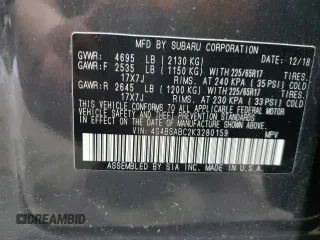 MFD BY SUBARU CORPORATION 12/18
GVWR: 4695 LB (2130 KG)
GAWR:F 2535 LB (1150 KG) WITH 225/65R17 TIRES.
17X7J RIMS. AT 240 KPA (35 PSI) COLD
GAWR:R 2645 LB (1200 KG) WITH 225/65R17 TIRES.
17X7J RIMS. AT 230 KPA (33 PSI) COLD
THIS VEHICLE CONFORMS TO ALL APPLICABLE
FEDERAL MOTOR VEHICLE SAFETY AND THEFT
PREVENTION STANDARDS IN EFFECT ON THE DATE
OF MANUFACTURE SHOWN ABOVE.
VIN: 4S4BSABC2K3280159 MPV
ASSEMBLED BY SIA INC. IN U.S.A.
© DEALERS AUTO AUCTION